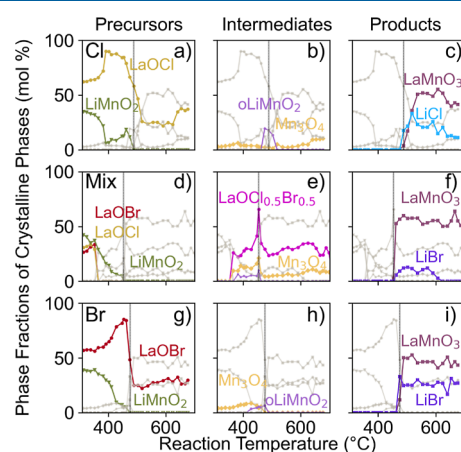 Precursors Intermediates Products
Phase Fractions of Crystalline Phases (mol %)
100
50
0
Cl a)
LaOCl
LiMnO2
b)
oLiMnO2
Mn3O4
c)
LaMnO3
LiCl
100
50
0
Mix d)
LaOBr
LaOCl
LiMnO2
e)
LaOCl0.5Br0.5
Mn3O4
f)
LaMnO3
LiBr
100
50
0
Br g)
LaOBr
LiMnO2
h)
Mn3O4
oLiMnO2
i)
LaMnO3
LiBr
400 600 400 600 400 600
Reaction Temperature (°C)